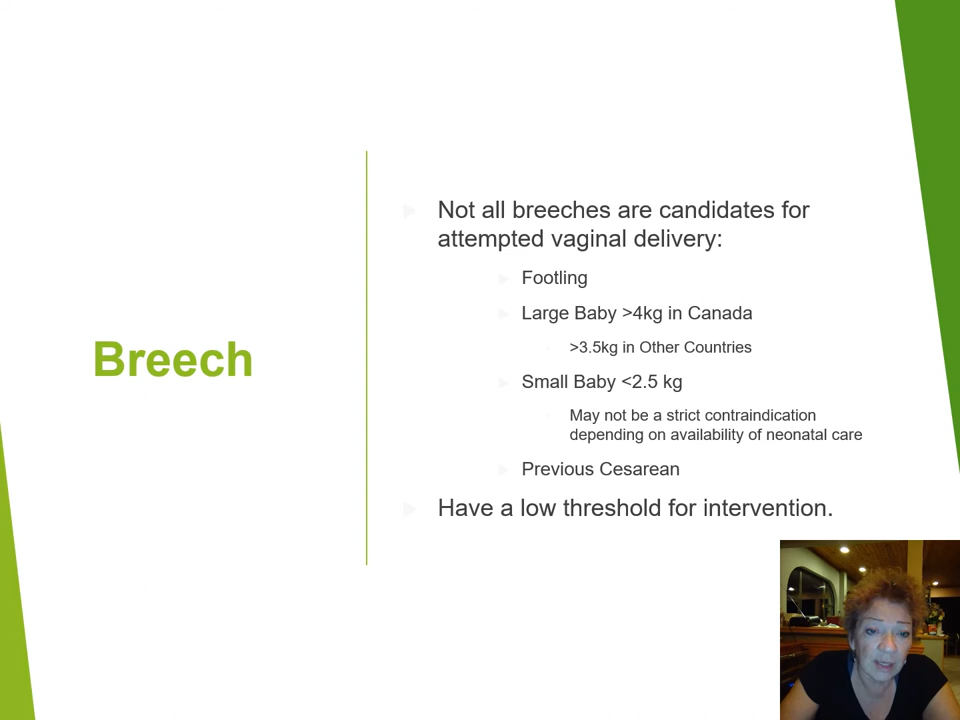 Breech
Not all breeches are candidates for
attempted vaginal delivery:
Footling
Large Baby >4kg in Canada
>3.5kg in Other Countries
Small Baby <2.5 kg
May not be a strict contraindication
depending on availability of neonatal care
Previous Cesarean
Have a low threshold for intervention.